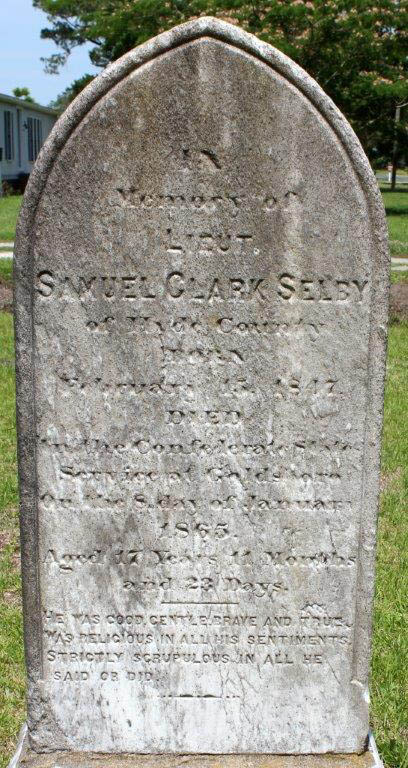 IN
Memory of
LIEUT.
SAMUEL CLARK SELBY
of Hyde County
BORN
February 15. 1847.
DIED
in the Confederate States
Service at Goldsboro
On the 8. day of January
1865.
Aged 17 Years 11 Months
and 23 Days.
HE WAS GOOD, GENTLE, BRAVE AND TRUE.
WAS RELIGIOUS IN ALL HIS SENTIMENTS
STRICTLY SCRUPULOUS IN ALL HE
SAID OR DID.